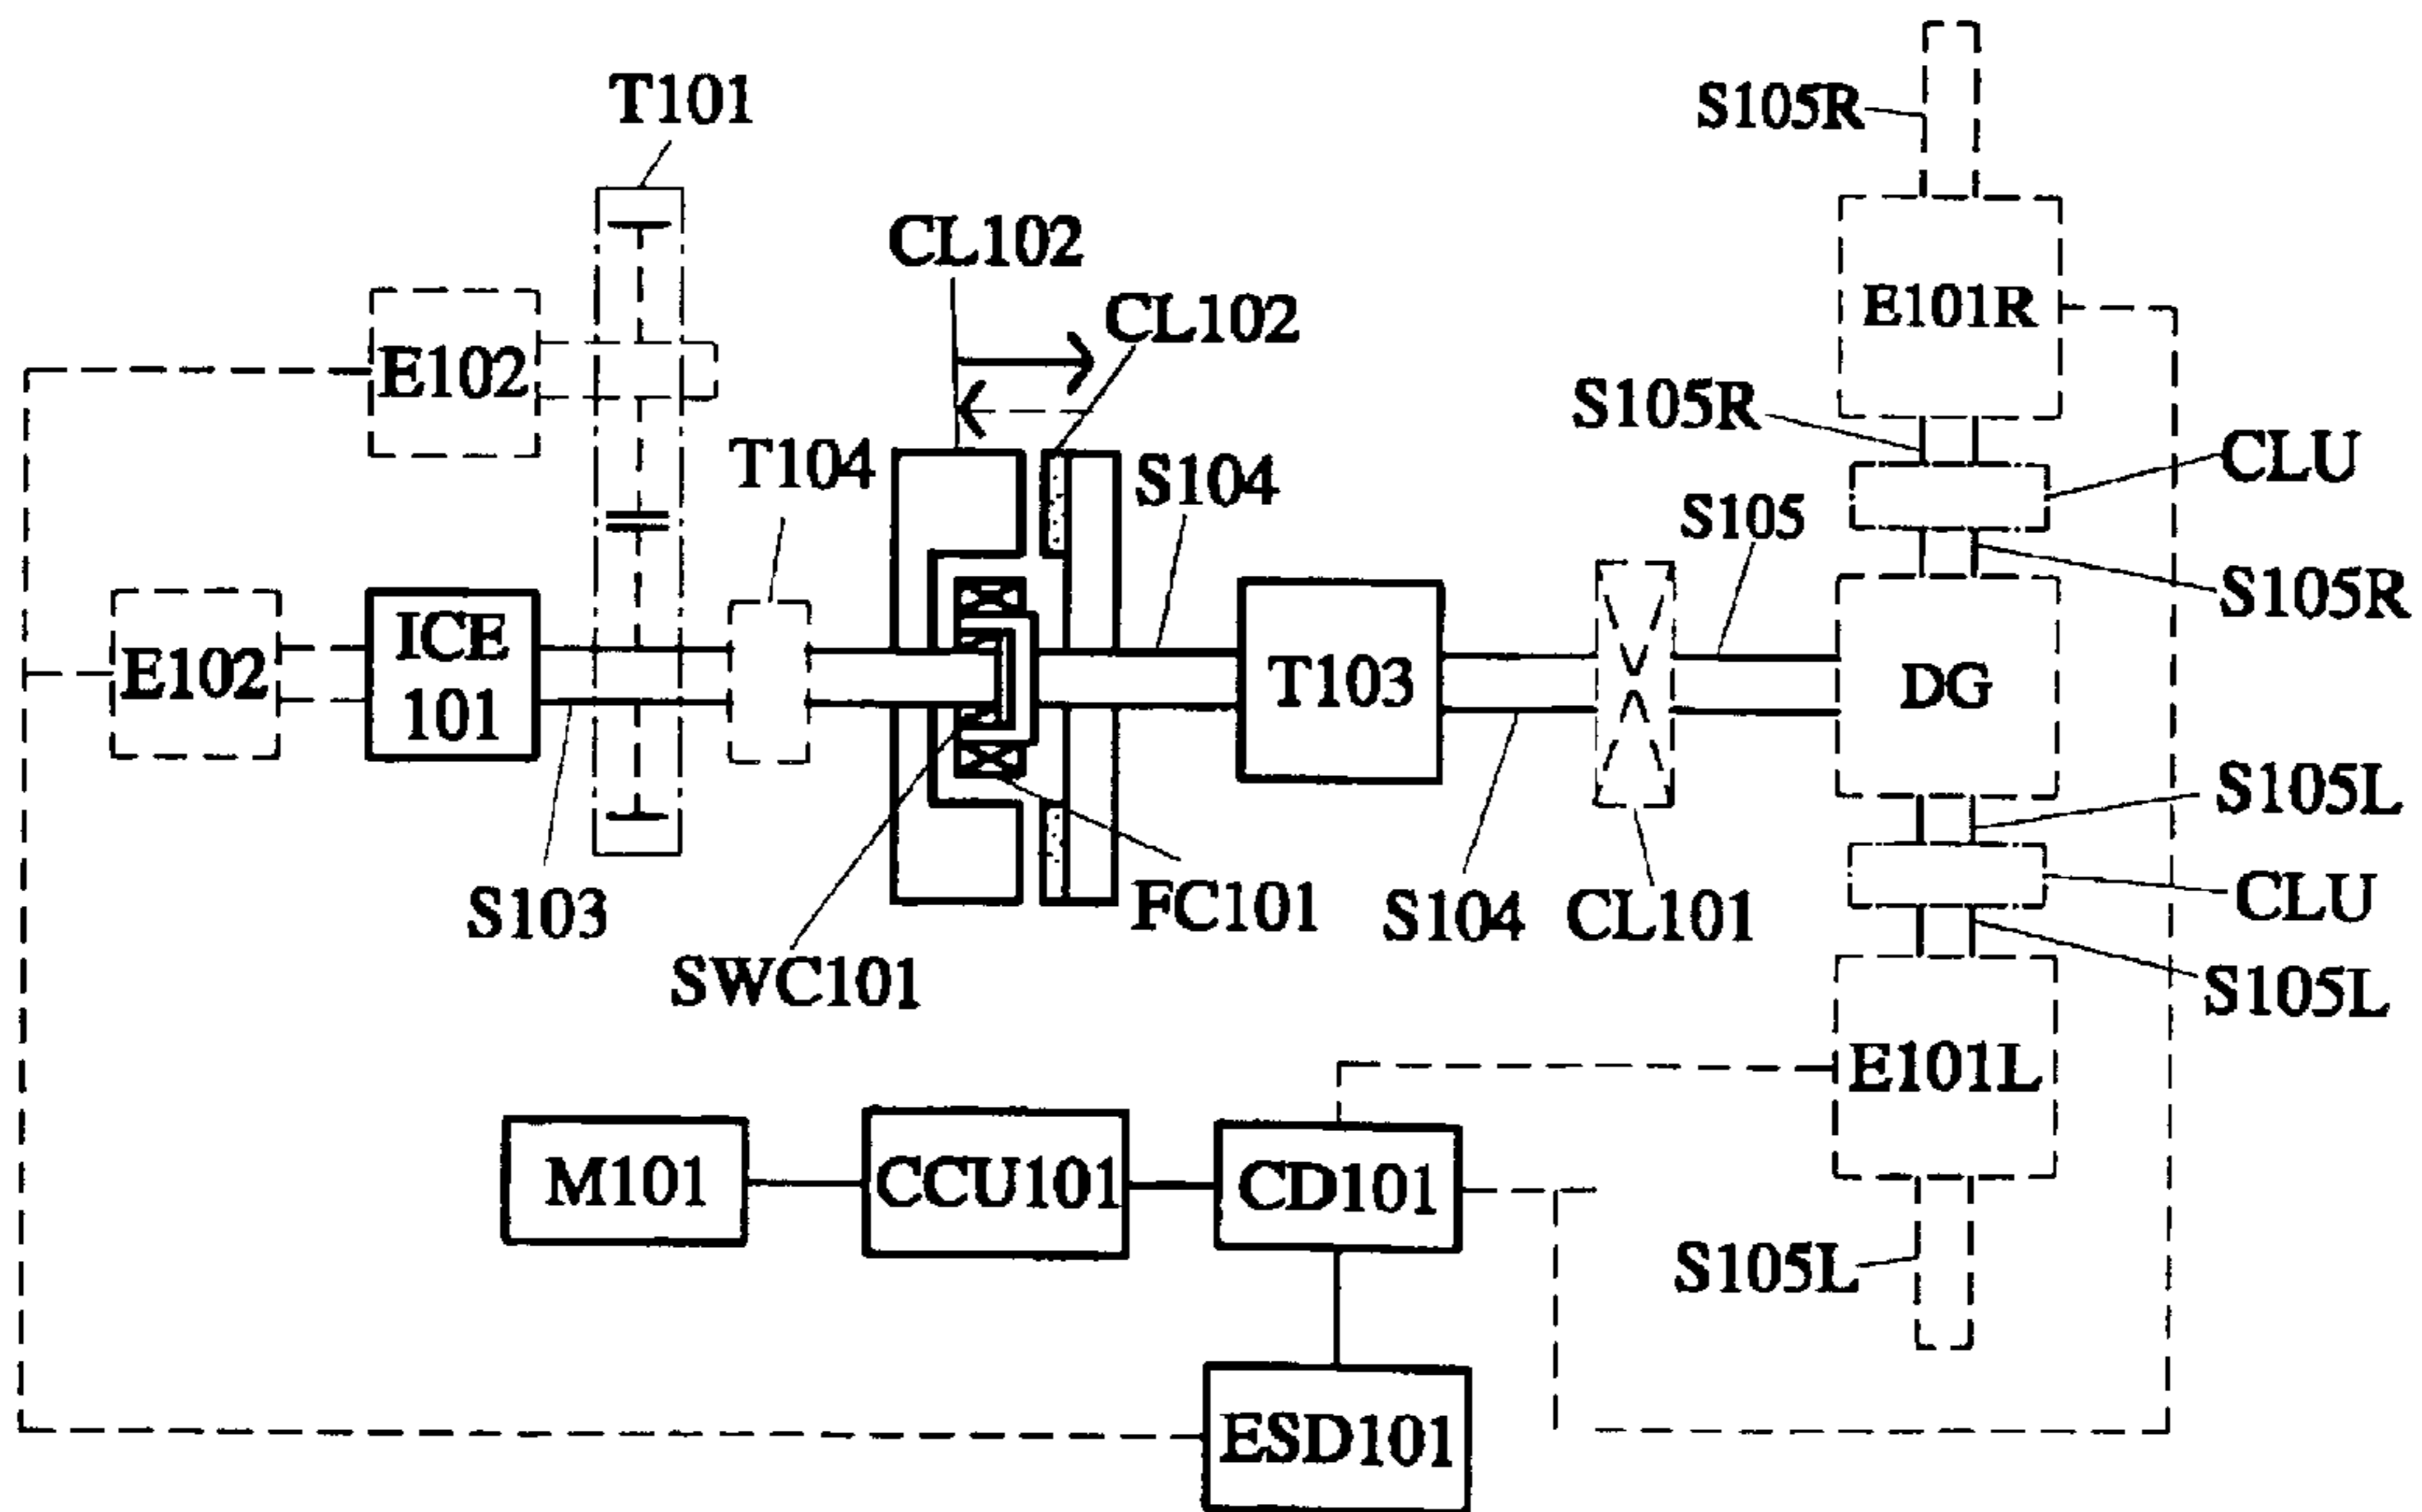 T101
S105R
CL102
CL102
E101R
E102
S105R
CLU
T104
S104
S105
S105R
ICE
101
E102
T103
DG
S105L
S103
FC101
S104
CL101
CLU
SWC101
S105L
E101L
M101
CCU101
CD101
S105L
ESD101